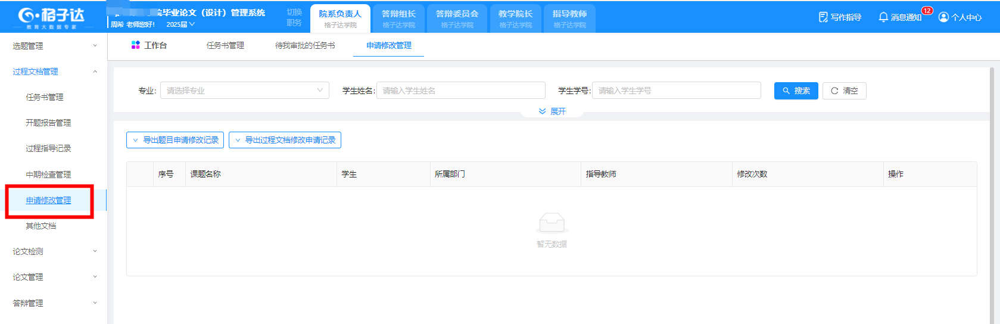 格子达
教育大数据专家
院毕业论文（设计）管理系统
周希 老师您好！ 2025届
切换职务
院系负责人
格子达学院
答辩组长
格子达学院
答辩委员会
格子达学院
教学院长
格子达学院
指导教师
格子达学院
写作指导
消息通知 12
个人中心
工作台
任务书管理
待我审批的任务书
申请修改管理
选题管理
过程文档管理
任务书管理
开题报告管理
过程指导记录
中期检查管理
申请修改管理
其他文档
论文检测
论文管理
答辩管理
专业: 请选择专业
学生姓名: 请输入学生姓名
学生学号: 请输入学生学号
搜索
清空
展开
导出题目申请修改记录
导出过程文档修改申请记录
序号 课题名称 学生 所属部门 指导教师 修改次数 操作
暂无数据